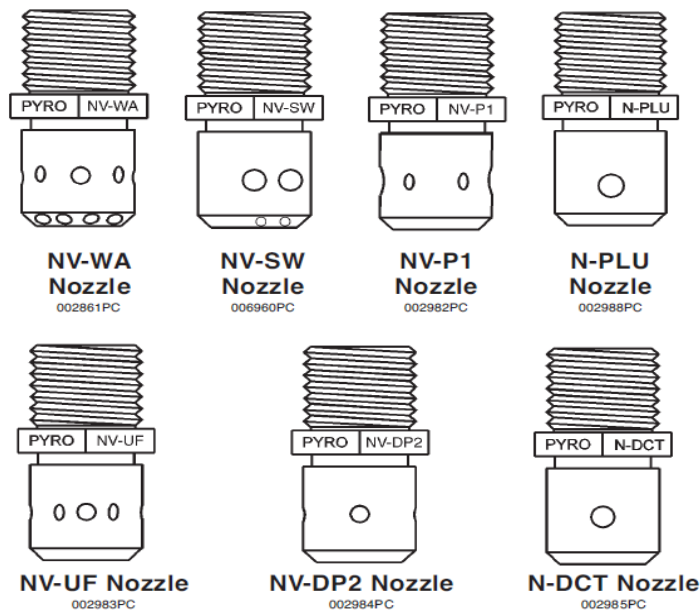 PYRO NV-WA
PYRO NV-SW
PYRO NV-P1
PYRO N-PLU
NV-WA
Nozzle
002861PC
NV-SW
Nozzle
006960PC
NV-P1
Nozzle
002982PC
N-PLU
Nozzle
002988PC
PYRO NV-UF
PYRO NV-DP2
PYRO N-DCT
NV-UF Nozzle
002983PC
NV-DP2 Nozzle
002984PC
N-DCT Nozzle
002985PC